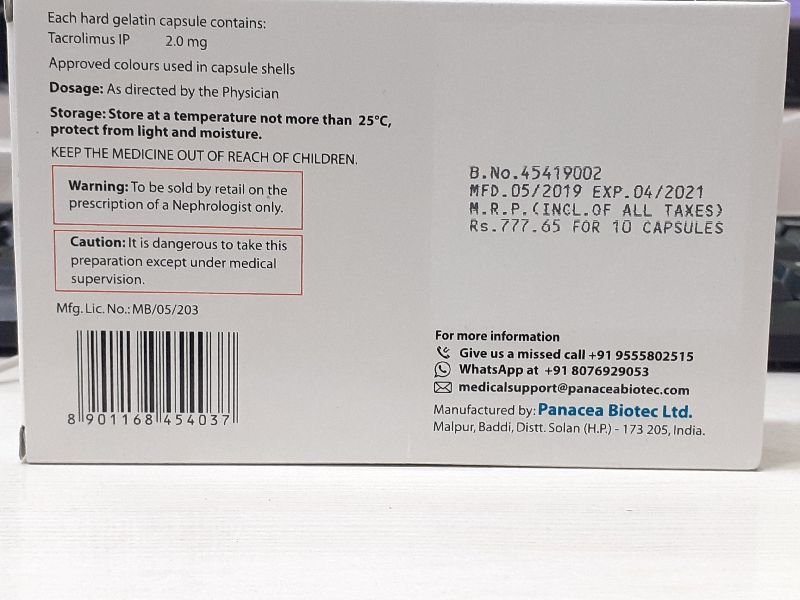 Each hard gelatin capsule contains:
Tacrolimus IP 2.0 mg
Approved colours used in capsule shells
Dosage: As directed by the Physician
Storage: Store at a temperature not more than 25°C,
protect from light and moisture.
KEEP THE MEDICINE OUT OF REACH OF CHILDREN.
Warning: To be sold by retail on the
prescription of a Nephrologist only.
Caution: It is dangerous to take this
preparation except under medical
supervision.
Mfg. Lic. No.: MB/05/203
8 901168 454037
B.No.45419002
MFD.05/2019 EXP.04/2021
M.R.P.(INCL.OF ALL TAXES)
Rs.777.65 FOR 10 CAPSULES
For more information
Give us a missed call +91 9555802515
WhatsApp at +91 8076929053
medicalsupport@panaceabiotec.com
Manufactured by: Panacea Biotec Ltd.
Malpur, Baddi, Distt. Solan (H.P.) - 173 205, India.